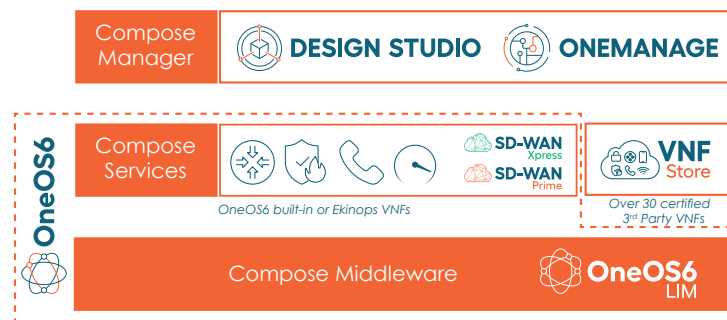 Compose
Manager
DESIGN STUDIO
ONEMANAGE
OneOS6
Compose
Services
SD-WAN
Xpress
SD-WAN
Prime
VNF
Store
OneOS6 built-in or Ekinops VNFs
Over 30 certified
3rd Party VNFs
Compose Middleware
OneOS6
LIM